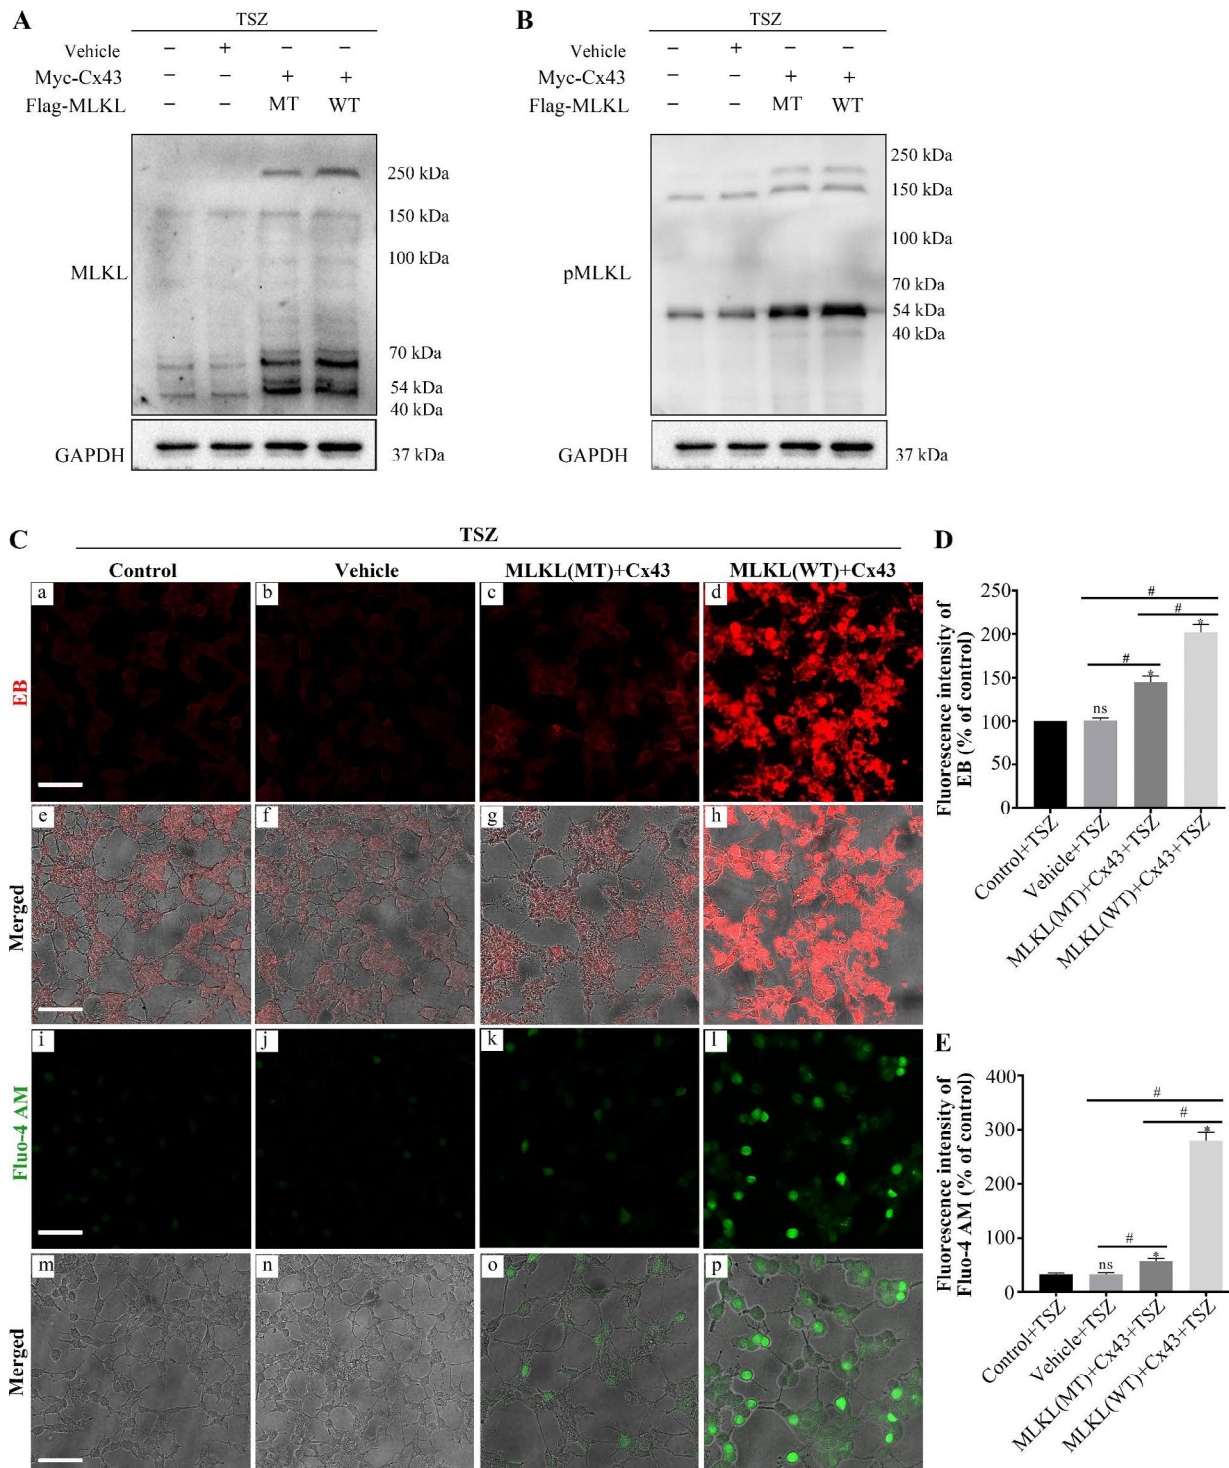 A
TSZ
Vehicle − + − −
Myc-Cx43 − − + +
Flag-MLKL − − MT WT
MLKL
250 kDa
150 kDa
100 kDa
70 kDa
54 kDa
40 kDa
GAPDH
37 kDa
B
TSZ
Vehicle − + − −
Myc-Cx43 − − + +
Flag-MLKL − − MT WT
pMLKL
250 kDa
150 kDa
100 kDa
70 kDa
54 kDa
40 kDa
GAPDH
37 kDa
C
TSZ
Control Vehicle MLKL(MT)+Cx43 MLKL(WT)+Cx43
EB
a b c d
Merged
e f g h
Fluo-4 AM
i j k l
Merged
m n o p
D
Fluorescence intensity of
EB (% of control)
250
200
150
100
50
0
#
#
#
ns
*
*
Control+TSZ
Vehicle+TSZ
MLKL(MT)+Cx43+TSZ
MLKL(WT)+Cx43+TSZ
E
Fluorescence intensity of
Fluo-4 AM (% of control)
400
300
200
100
0
#
#
#
ns
*
*
Control+TSZ
Vehicle+TSZ
MLKL(MT)+Cx43+TSZ
MLKL(WT)+Cx43+TSZ